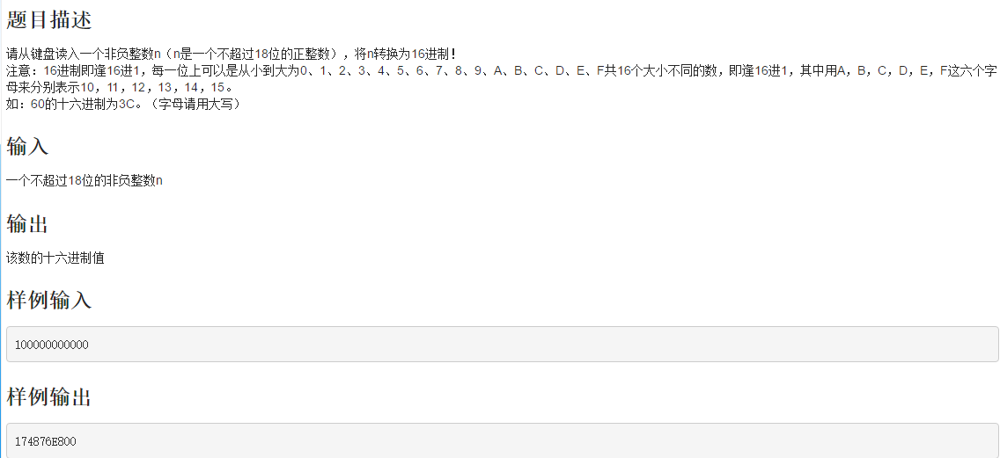 题目描述
请从键盘读入一个非负整数n（n是一个不超过18位的正整数），将n转换为16进制！
注意：16进制即逢16进1，每一位上可以是从小到大为0、1、2、3、4、5、6、7、8、9、A、B、C、D、E、F共16个大小不同的数，即逢16进1，其中用A，B，C，D，E，F这六个字
母来分别表示10，11，12，13，14，15。
如：60的十六进制为3C。（字母请用大写）
输入
一个不超过18位的非负整数n
输出
该数的十六进制值
样例输入
100000000000
样例输出
174876E800